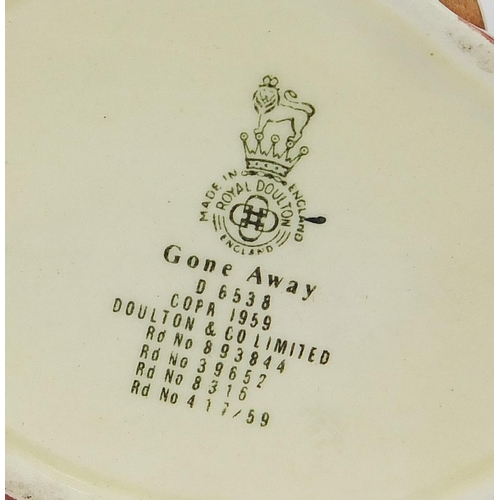 MADE IN ENGLAND
ROYAL DOULTON
ENGLAND
Gone Away
D 6538
COPR 1959
DOULTON & CO LIMITED
Rd No 893844
Rd No 39652
Rd No 8316
Rd No 417/59